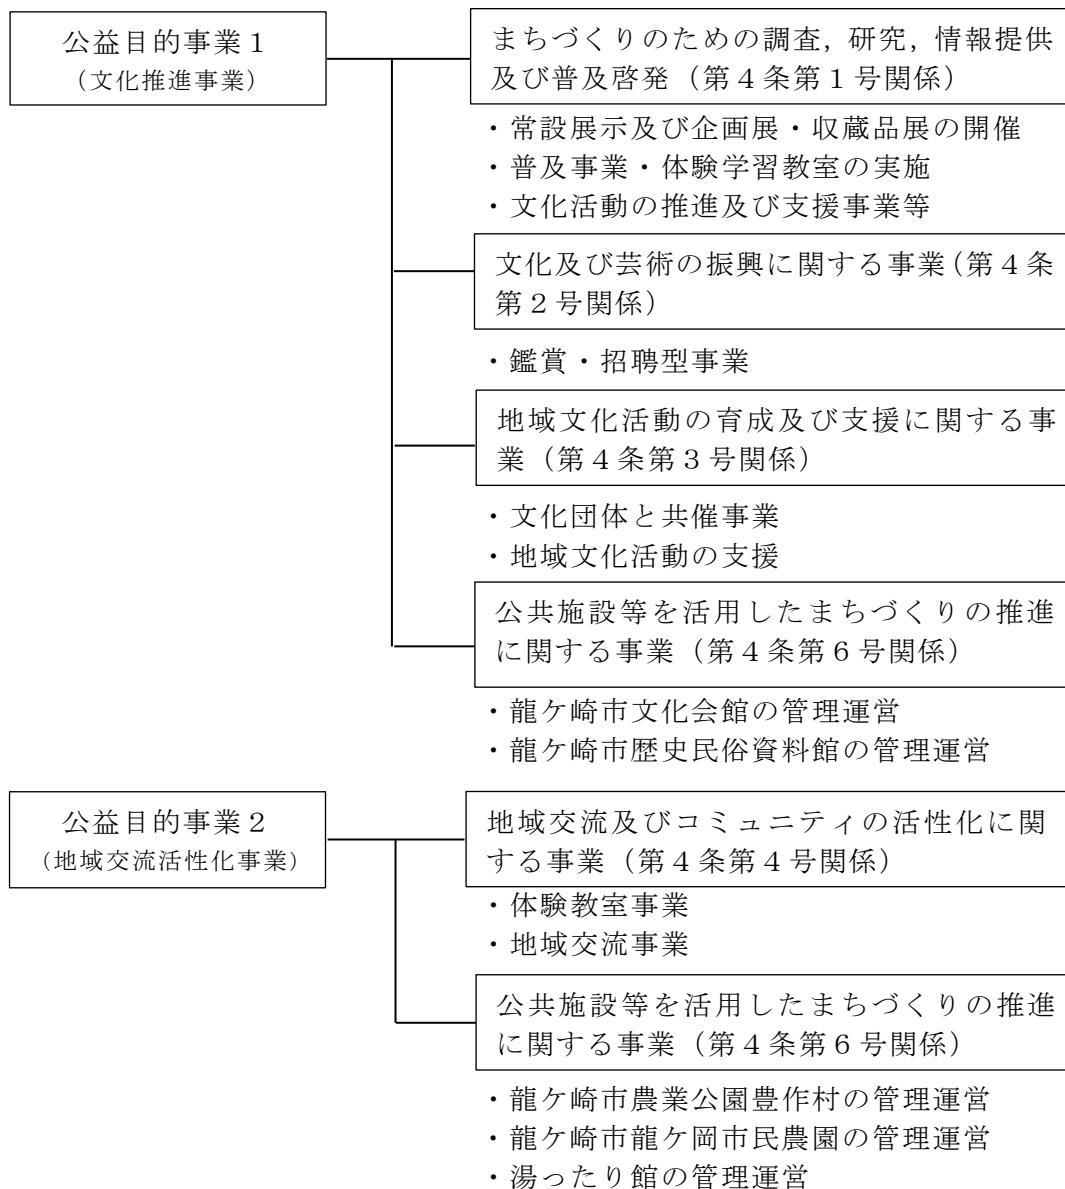 公益目的事業１
（文化推進事業）
まちづくりのための調査, 研究, 情報提供
及び普及啓発（第４条第１号関係）
・常設展示及び企画展・収蔵品展の開催
・普及事業・体験学習教室の実施
・文化活動の推進及び支援事業等
文化及び芸術の振興に関する事業（第４条
第２号関係）
・鑑賞・招聘型事業
地域文化活動の育成及び支援に関する事
業（第４条第３号関係）
・文化団体と共催事業
・地域文化活動の支援
公共施設等を活用したまちづくりの推進
に関する事業（第４条第６号関係）
・龍ケ崎市文化会館の管理運営
・龍ケ崎市歴史民俗資料館の管理運営
公益目的事業２
（地域交流活性化事業）
地域交流及びコミュニティの活性化に関
する事業（第４条第４号関係）
・体験教室事業
・地域交流事業
公共施設等を活用したまちづくりの推進
に関する事業（第４条第６号関係）
・龍ケ崎市農業公園豊作村の管理運営
・龍ケ崎市龍ケ岡市民農園の管理運営
・湯ったり館の管理運営